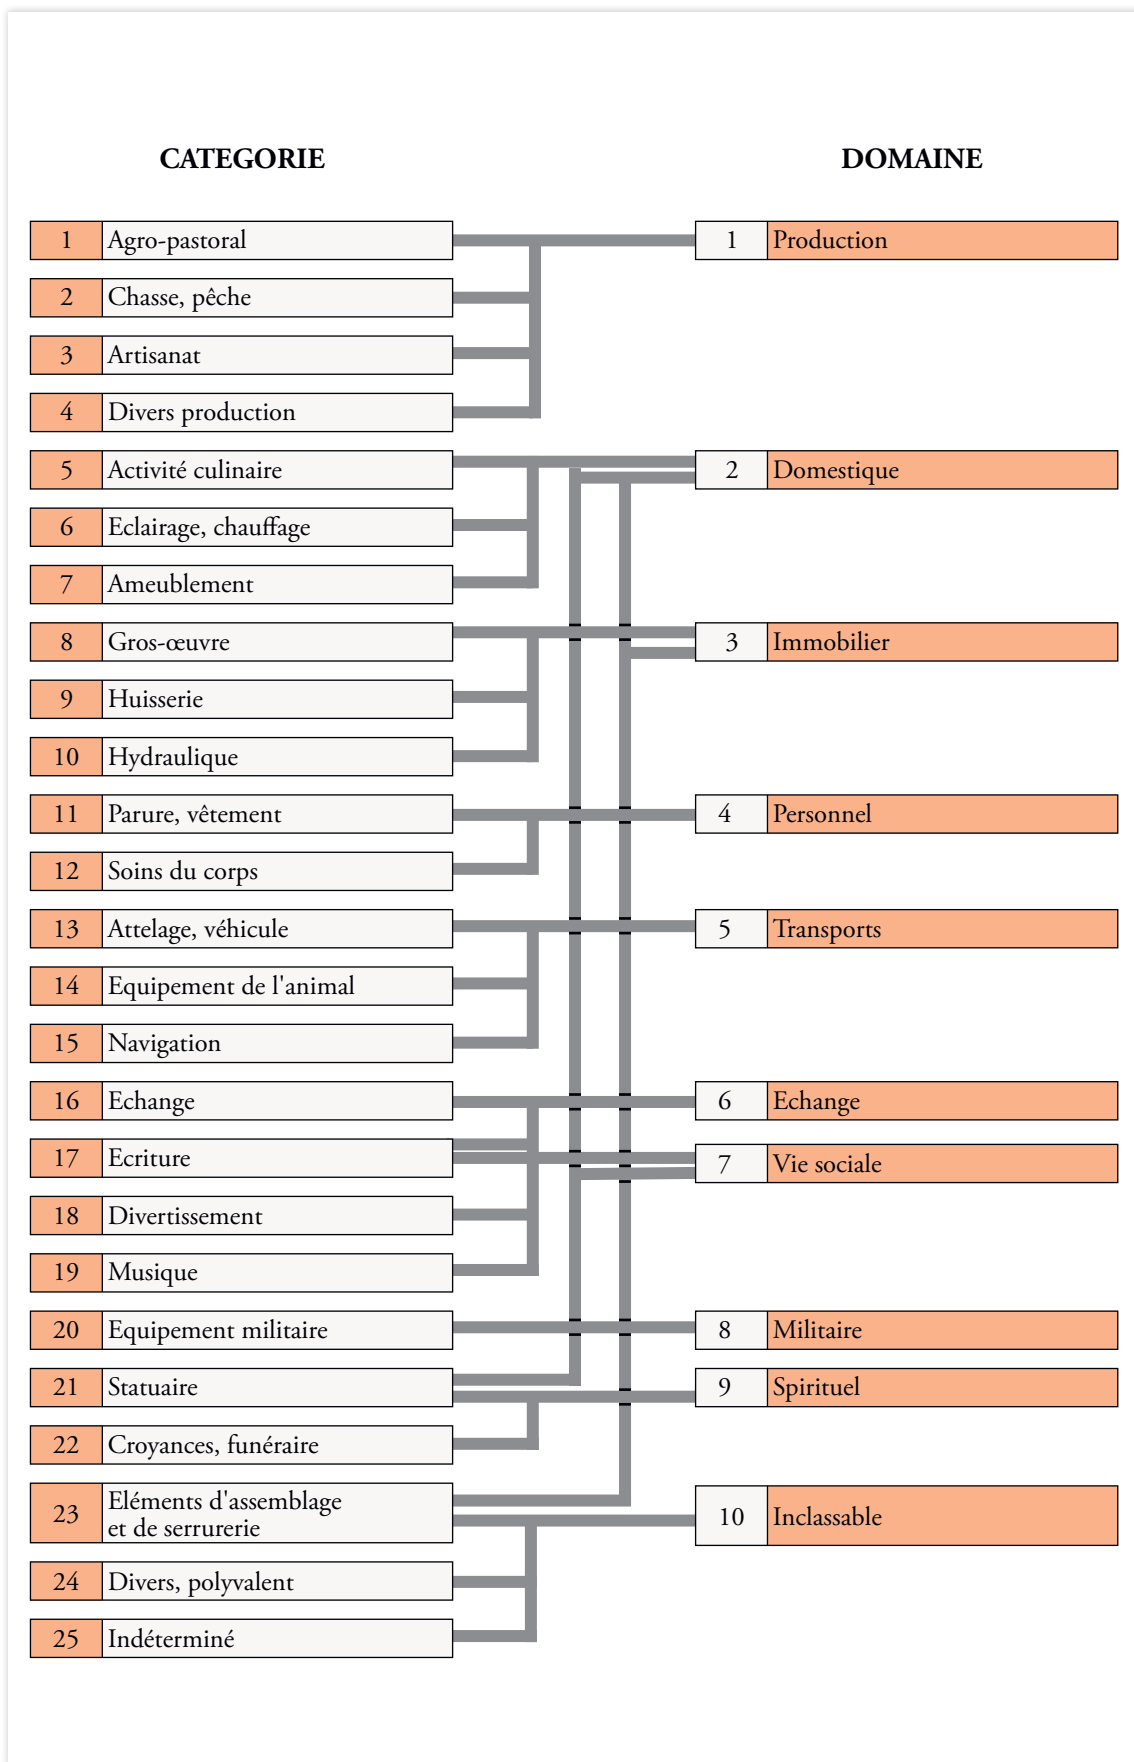 CATEGORIE
DOMAINE
1 Agro-pastoral
1 Production
2 Chasse, pêche
3 Artisanat
4 Divers production
5 Activité culinaire
2 Domestique
6 Eclairage, chauffage
7 Ameublement
8 Gros-œuvre
3 Immobilier
9 Huisserie
10 Hydraulique
11 Parure, vêtement
4 Personnel
12 Soins du corps
13 Attelage, véhicule
5 Transports
14 Equipement de l'animal
15 Navigation
16 Echange
6 Echange
17 Ecriture
7 Vie sociale
18 Divertissement
19 Musique
20 Equipement militaire
8 Militaire
21 Statuaire
9 Spirituel
22 Croyances, funéraire
23 Eléments d'assemblage
et de serrurerie
10 Inclassable
24 Divers, polyvalent
25 Indéterminé